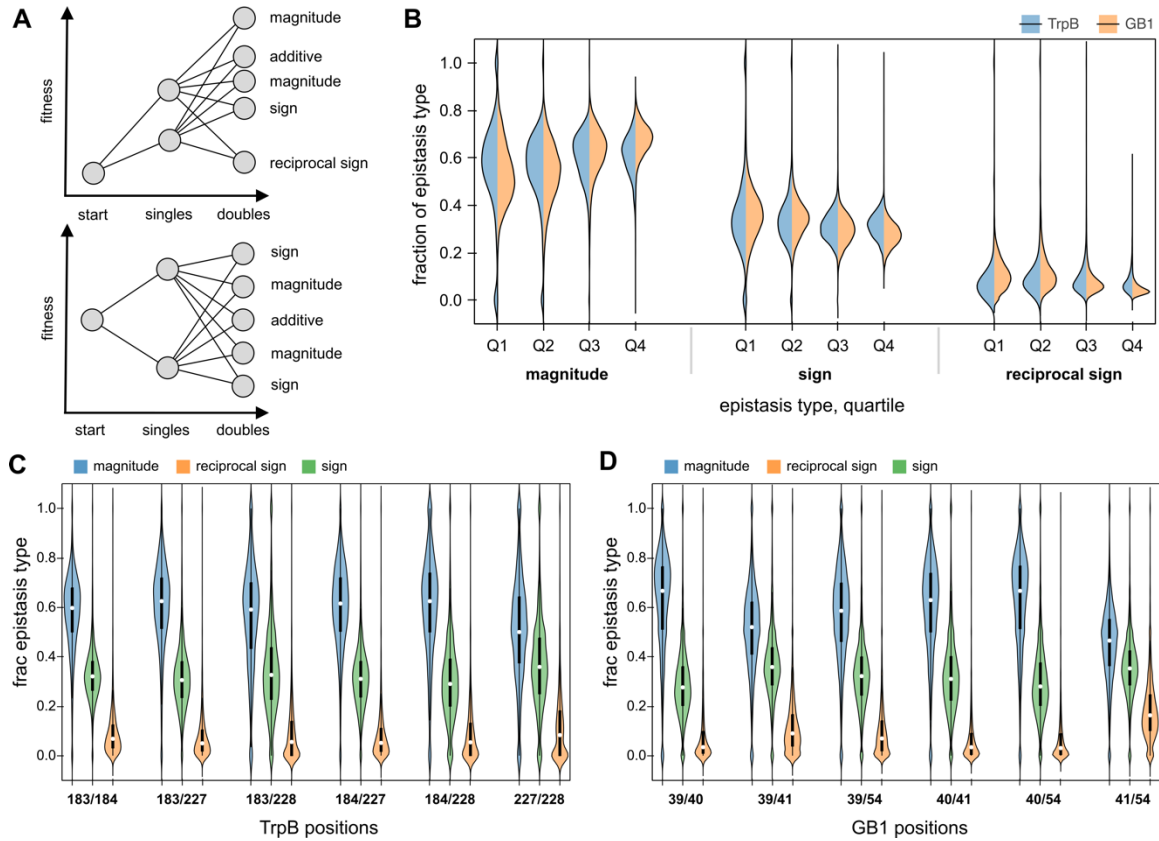 A
fitness
magnitude
additive
magnitude
sign
reciprocal sign
start singles doubles
fitness
sign
magnitude
additive
magnitude
sign
start singles doubles
B
TrpB GB1
fraction of epistasis type
1.0
0.8
0.6
0.4
0.2
0.0
Q1 Q2 Q3 Q4 Q1 Q2 Q3 Q4 Q1 Q2 Q3 Q4
magnitude sign reciprocal sign
epistasis type, quartile
C
magnitude reciprocal sign sign
frac epistasis type
1.0
0.8
0.6
0.4
0.2
0.0
183/184 183/227 183/228 184/227 184/228 227/228
TrpB positions
D
magnitude reciprocal sign sign
frac epistasis type
1.0
0.8
0.6
0.4
0.2
0.0
39/40 39/41 39/54 40/41 40/54 41/54
GB1 positions